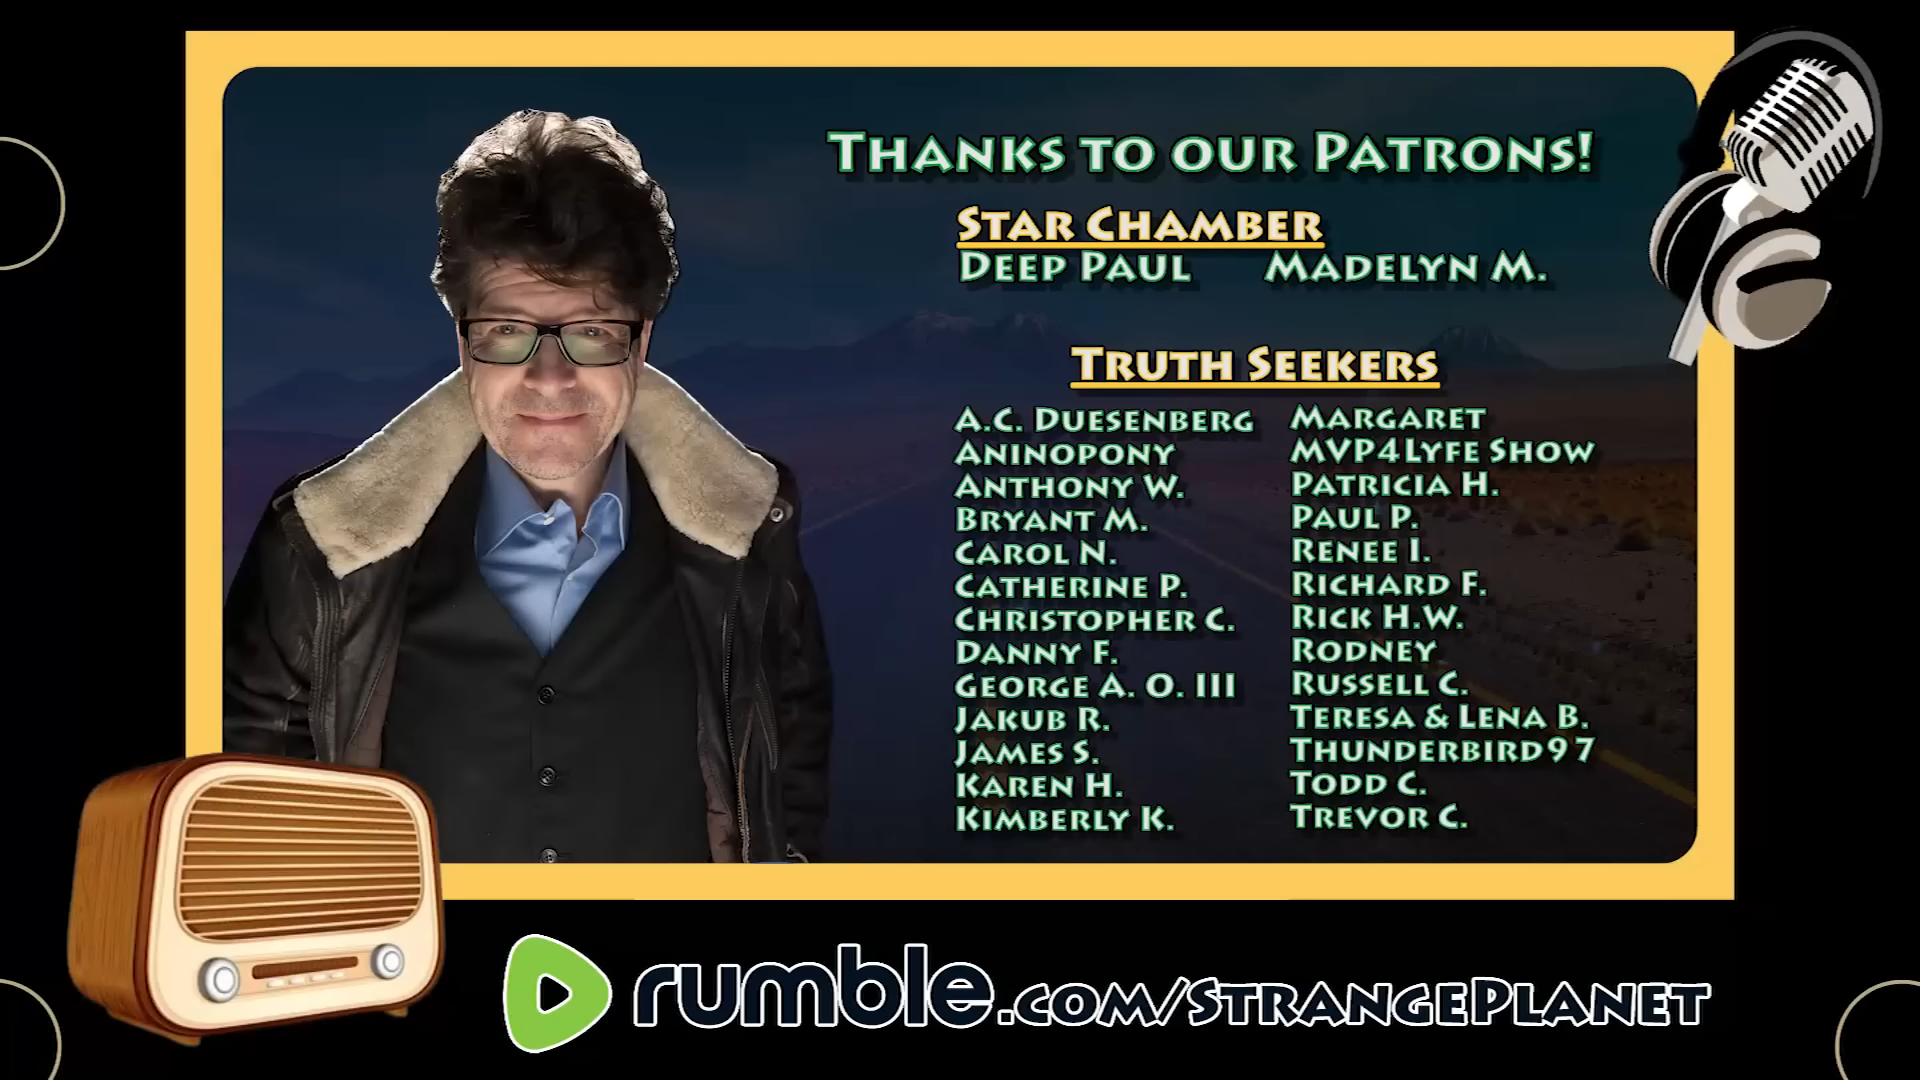 Thanks to our Patrons!
Star Chamber
Deep Paul Madelyn M.
Truth Seekers
A.C. Duesenberg
Aninopony
Anthony W.
Bryant M.
Carol N.
Catherine P.
Christopher C.
Danny F.
George A. O. III
Jakub R.
James S.
Karen H.
Kimberly K.
Margaret
MVP4Lyfe Show
Patricia H.
Paul P.
Renee I.
Richard F.
Rick H.W.
Rodney
Russell C.
Teresa & Lena B.
Thunderbird97
Todd C.
Trevor C.
rumble.com/strangePlanet